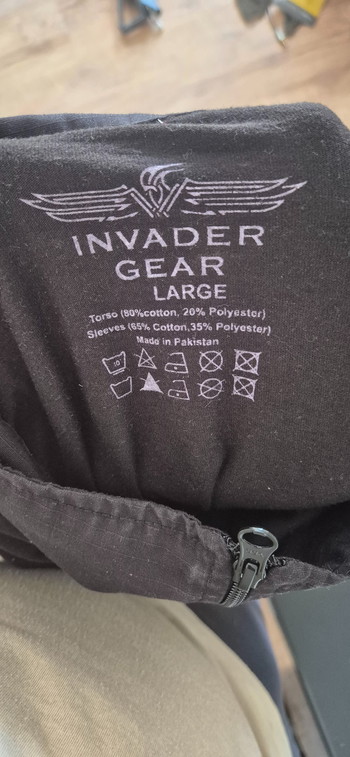 INVADER
GEAR
LARGE
Torso (80%cotton, 20% Polyester)
Sleeves (65% Cotton,35% Polyester)
Made in Pakistan